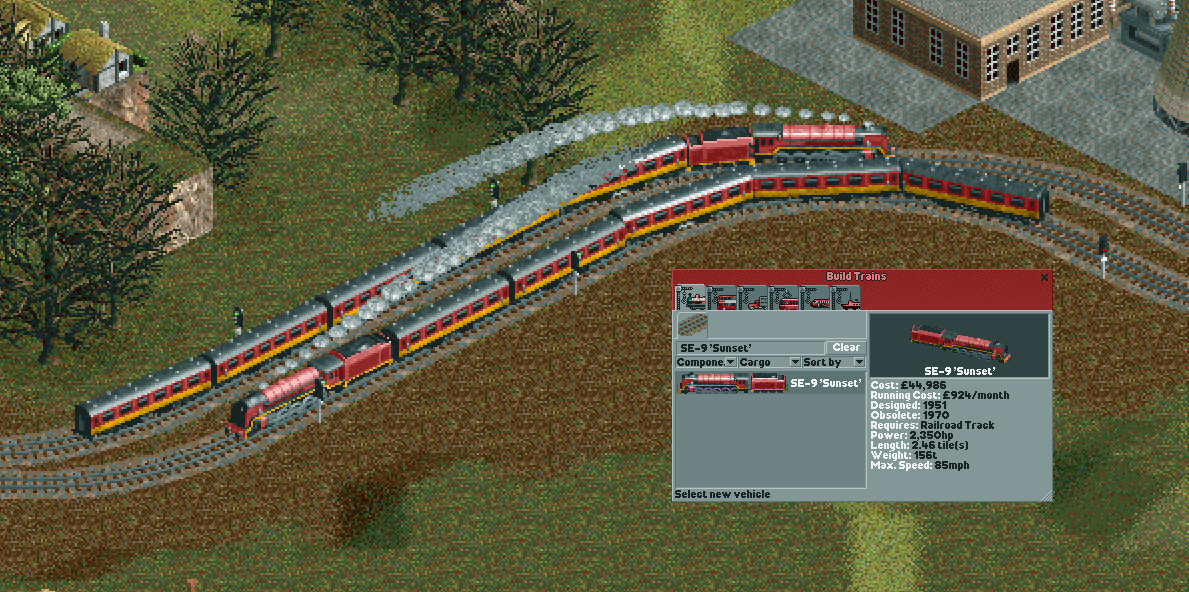 Build Trains
SE-9 'Sunset'
Clear
Compone.
Cargo
Sort by
SE-9 'Sunset'
SE-9 'Sunset'
Cost: £44,986
Running Cost: £924/month
Designed: 1951
Obsolete: 1970
Requires: Railroad Track
Power: 2,350hp
Length: 2.46 tile(s)
Weight: 156t
Max. Speed: 85mph
Select new vehicle